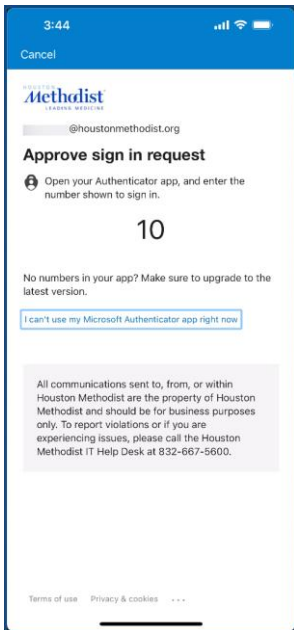 3:44
Cancel
HOUSTON
Methodist
LEADING MEDICINE
@houstonmethodist.org
Approve sign in request
Open your Authenticator app, and enter the
number shown to sign in.
10
No numbers in your app? Make sure to upgrade to the
latest version.
I can't use my Microsoft Authenticator app right now
All communications sent to, from, or within
Houston Methodist are the property of Houston
Methodist and should be for business purposes
only. To report violations or if you are
experiencing issues, please call the Houston
Methodist IT Help Desk at 832-667-5600.
Terms of use Privacy & cookies ...